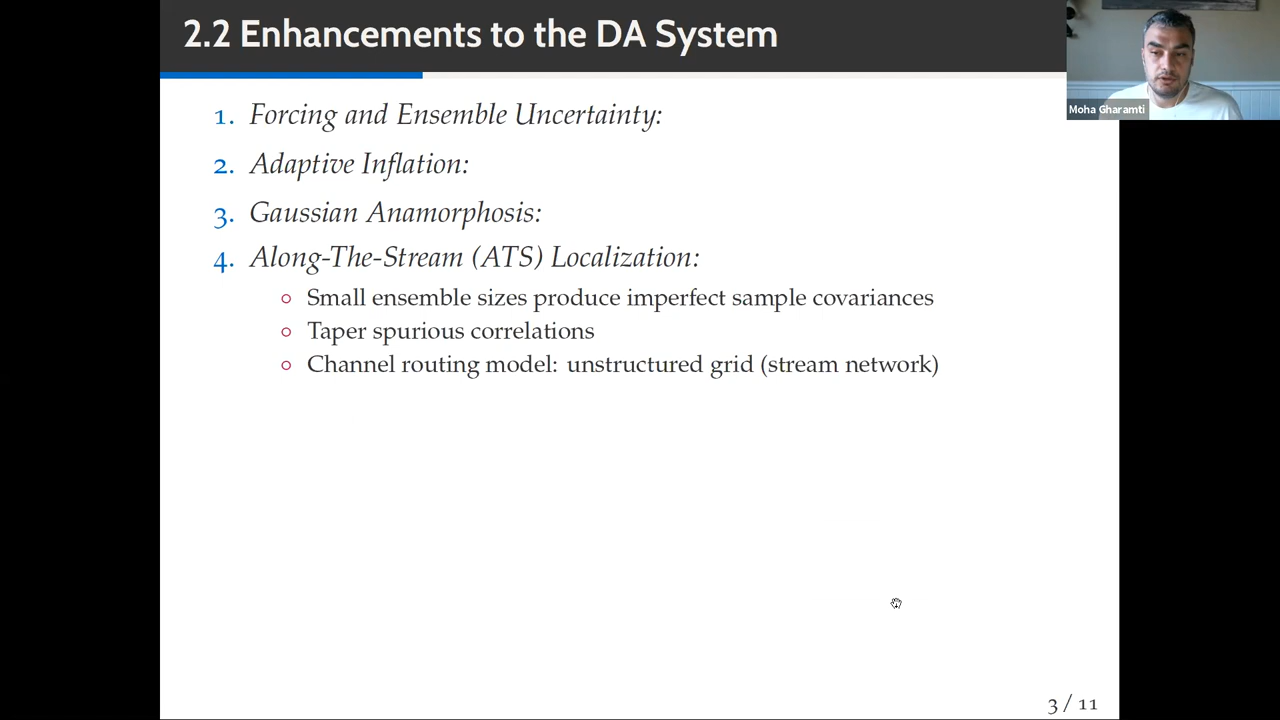 2.2 Enhancements to the DA System
Moha Gharamti
1. Forcing and Ensemble Uncertainty:
2. Adaptive Inflation:
3. Gaussian Anamorphosis:
4. Along-The-Stream (ATS) Localization:
Small ensemble sizes produce imperfect sample covariances
Taper spurious correlations
Channel routing model: unstructured grid (stream network)
3 / 11